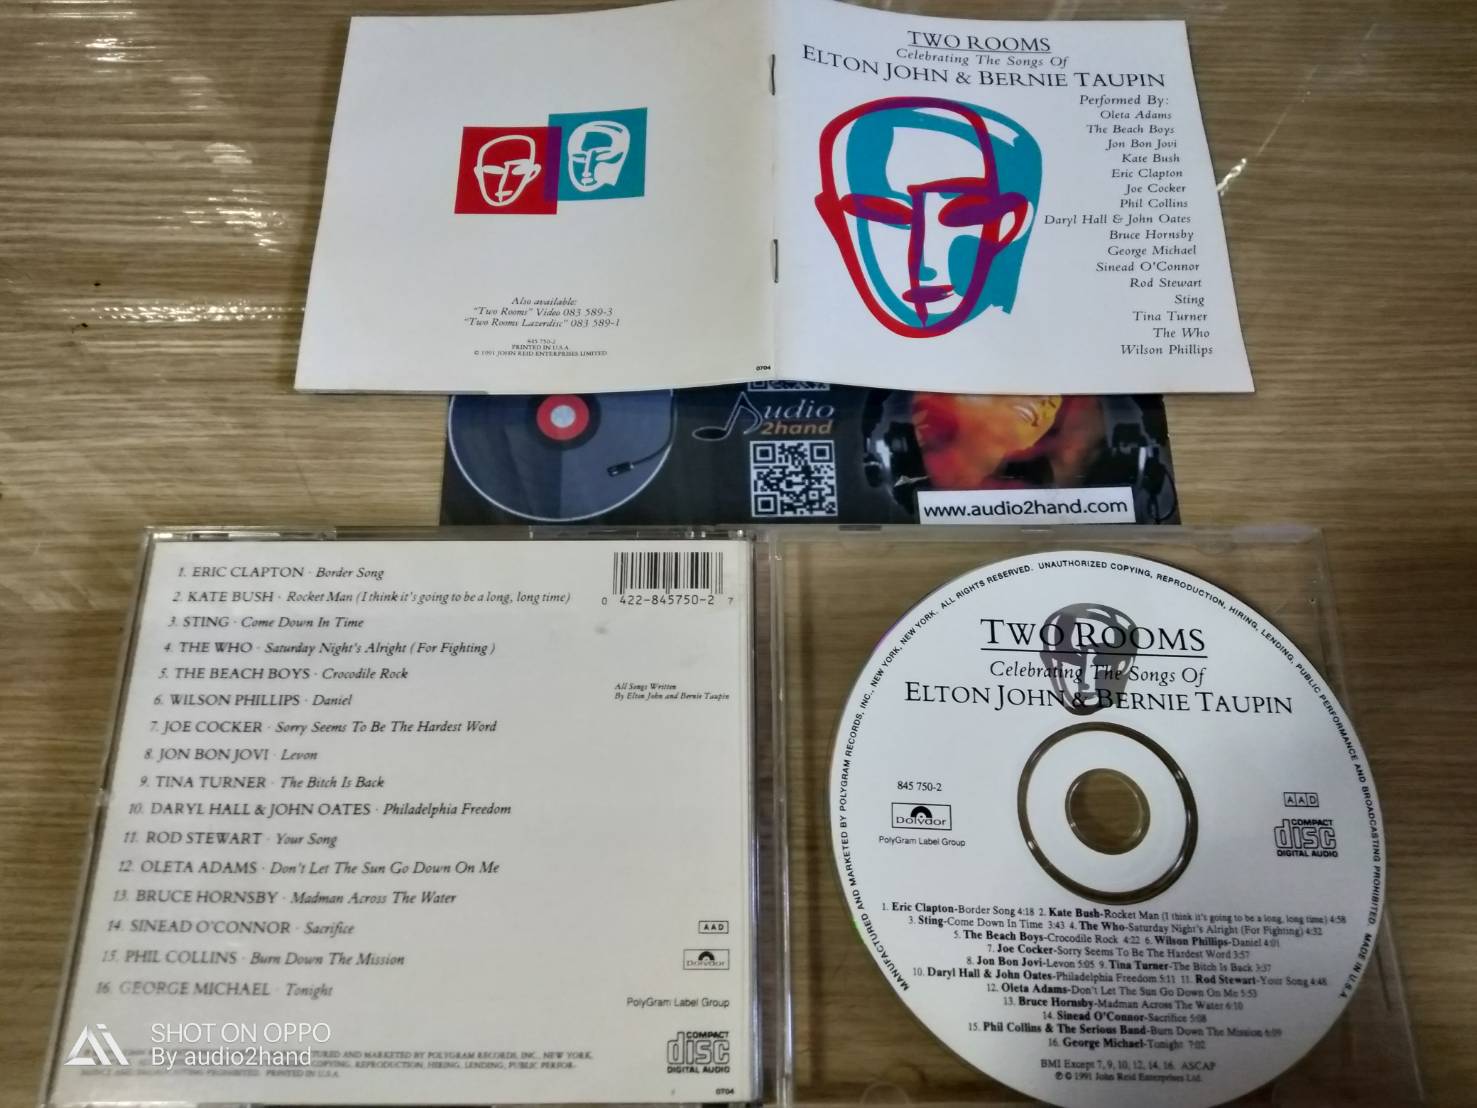 TWO ROOMS
Celebrating The Songs Of
ELTON JOHN & BERNIE TAUPIN
Performed By:
Oleta Adams
The Beach Boys
Jon Bon Jovi
Kate Bush
Eric Clapton
Joe Cocker
Phil Collins
Daryl Hall & John Oates
Bruce Hornsby
George Michael
Sinead O'Connor
Rod Stewart
Sting
Tina Turner
The Who
Wilson Phillips
Also available:
"Two Rooms" Video 083 589-3
"Two Rooms Lazerdisc" 083 589-1
845 750-2
PRINTED IN U.S.A.
© 1991 JOHN REID ENTERPRISES LIMITED
0704
Audio
2hand
www.audio2hand.com
1. ERIC CLAPTON · Border Song
2. KATE BUSH · Rocket Man (I think it's going to be a long, long time)
3. STING · Come Down In Time
4. THE WHO · Saturday Night's Alright (For Fighting)
5. THE BEACH BOYS · Crocodile Rock
6. WILSON PHILLIPS · Daniel
7. JOE COCKER · Sorry Seems To Be The Hardest Word
8. JON BON JOVI · Levon
9. TINA TURNER · The Bitch Is Back
10. DARYL HALL & JOHN OATES · Philadelphia Freedom
11. ROD STEWART · Your Song
12. OLETA ADAMS · Don't Let The Sun Go Down On Me
13. BRUCE HORNSBY · Madman Across The Water
14. SINEAD O'CONNOR · Sacrifice
15. PHIL COLLINS · Burn Down The Mission
16. GEORGE MICHAEL · Tonight
0 422-845750-2 7
All Songs Written
By Elton John and Bernie Taupin
AAD
Polydor
PolyGram Label Group
COMPACT
disc
DIGITAL AUDIO
MARKETED BY POLYGRAM RECORDS, INC., NEW YORK,
COPYING, REPRODUCTION, HIRING, LENDING, PUBLIC PERFOR-
PROHIBITED. PRINTED IN U.S.A.
0704
SHOT ON OPPO
By audio2hand
MANUFACTURED AND MARKETED BY POLYGRAM RECORDS, INC., NEW YORK, NEW YORK. ALL RIGHTS RESERVED. UNAUTHORIZED COPYING, REPRODUCTION, HIRING, LENDING, PUBLIC PERFORMANCE AND BROADCASTING PROHIBITED. MADE IN U.S.A.
TWO ROOMS
Celebrating The Songs Of
ELTON JOHN & BERNIE TAUPIN
845 750-2
Polydor
PolyGram Label Group
AAD
COMPACT
disc
DIGITAL AUDIO
1. Eric Clapton-Border Song 4:18 2. Kate Bush-Rocket Man (I think it's going to be a long, long time) 4:58
3. Sting-Come Down In Time 3:43 4. The Who-Saturday Night's Alright (For Fighting) 4:32
5. The Beach Boys-Crocodile Rock 4:22 6. Wilson Phillips-Daniel 4:01
7. Joe Cocker-Sorry Seems To Be The Hardest Word 3:57
8. Jon Bon Jovi-Levon 5:05 9. Tina Turner-The Bitch Is Back 3:37
10. Daryl Hall & John Oates-Philadelphia Freedom 5:11 11. Rod Stewart-Your Song 4:48
12. Oleta Adams-Don't Let The Sun Go Down On Me 5:53
13. Bruce Hornsby-Madman Across The Water 6:10
14. Sinead O'Connor-Sacrifice 5:08
15. Phil Collins & The Serious Band-Burn Down The Mission 6:09
16. George Michael-Tonight 7:02
BMI Except 7, 9, 10, 12, 14, 16. ASCAP
℗ © 1991 John Reid Enterprises Ltd.